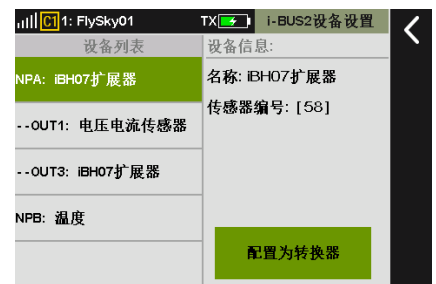 C1 1: FlySky01 TX i-BUS2设备设置
设备列表
NPA: iBH07扩展器
--OUT1: 电压电流传感器
--OUT3: iBH07扩展器
NPB: 温度
设备信息:
名称: iBH07扩展器
传感器编号: [58]
配置为转换器